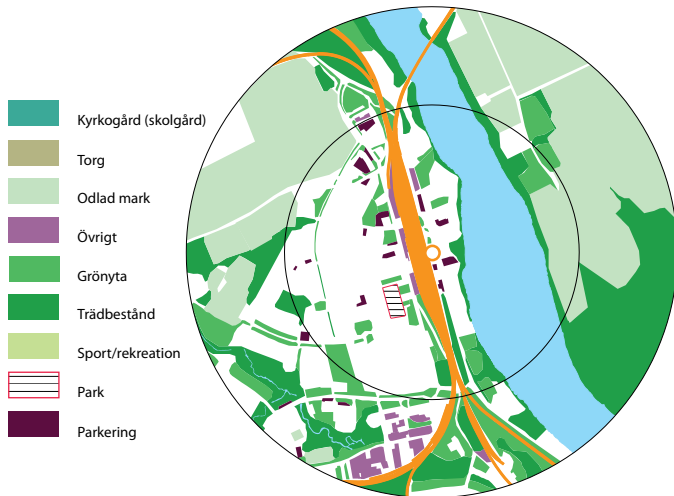 Kyrkogård (skolgård)
Torg
Odlad mark
Övrigt
Grönyta
Trädbestånd
Sport/rekreation
Park
Parkering